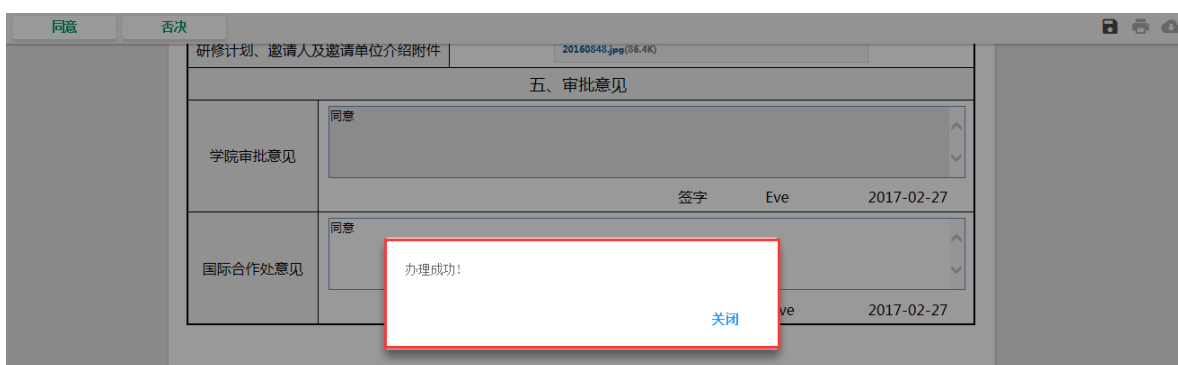 同意 否决
研修计划、邀请人及邀请单位介绍附件 20160848.jpg(86.4K)
五、审批意见
同意
学院审批意见
签字 Eve 2017-02-27
同意
国际合作处意见
办理成功!
关闭
ve 2017-02-27